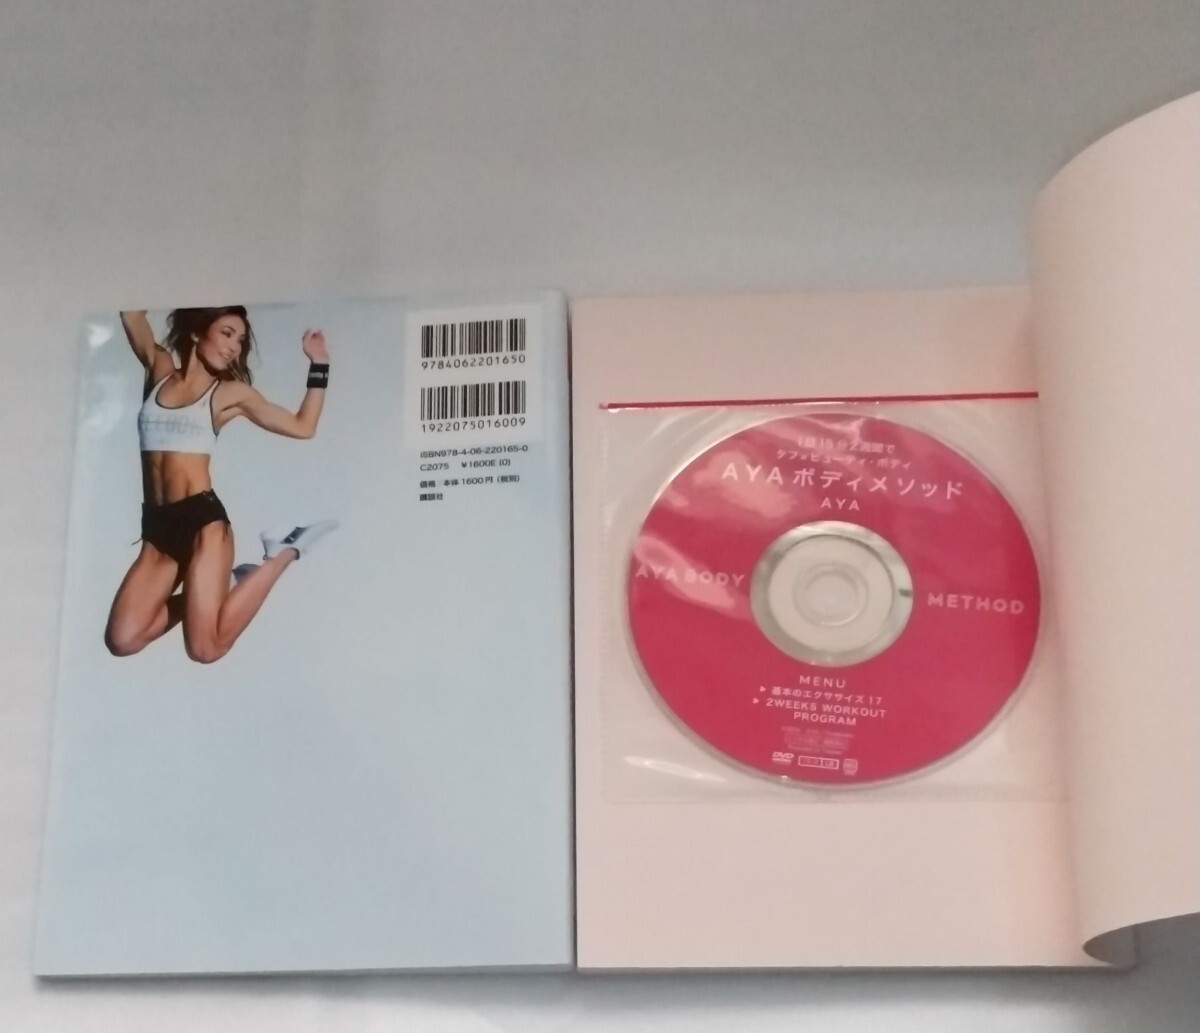 9784062201650
1922075016009
ISBN978-4-06-220165-0
C2075 ¥1600E (0)
価格：本体1600円（税別）
講談社
1日15分2週間で
タフ×ビューティ・ボディ
AYAボディメソッド
AYA
AYA BODY
METHOD
MENU
▶ 基本のエクササイズ17
▶ 2WEEKS WORKOUT
PROGRAM
DVD